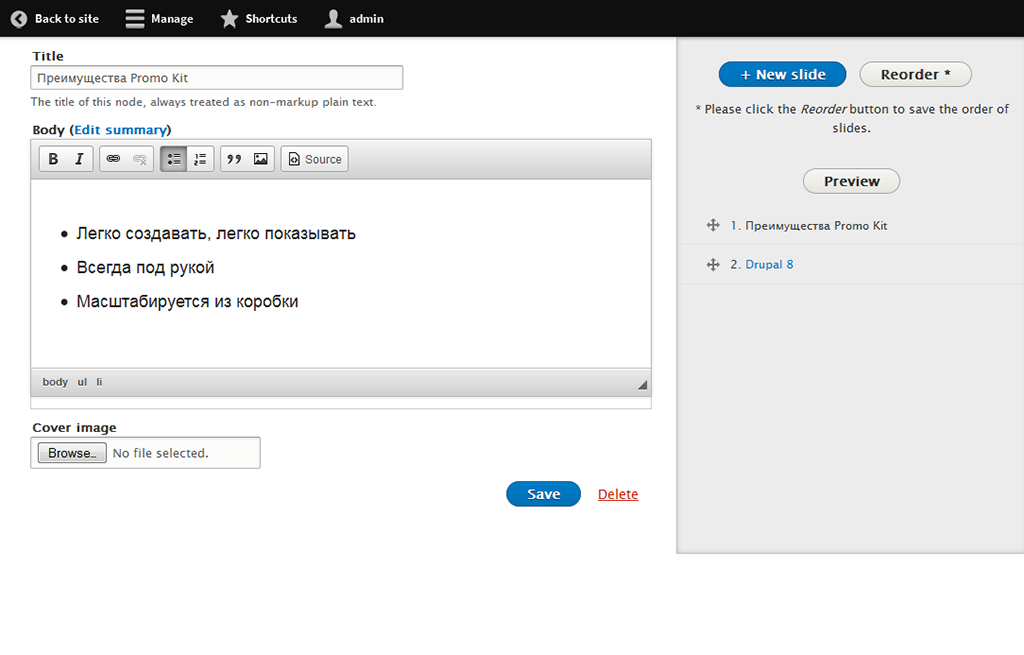 Back to site Manage Shortcuts admin
Title
Преимущества Promo Kit
The title of this node, always treated as non-markup plain text.
Body (Edit summary)
B I Source
Легко создавать, легко показывать
Всегда под рукой
Масштабируется из коробки
body ul li
Cover image
Browse… No file selected.
Save Delete
+ New slide Reorder *
* Please click the Reorder button to save the order of
slides.
Preview
1. Преимущества Promo Kit
2. Drupal 8